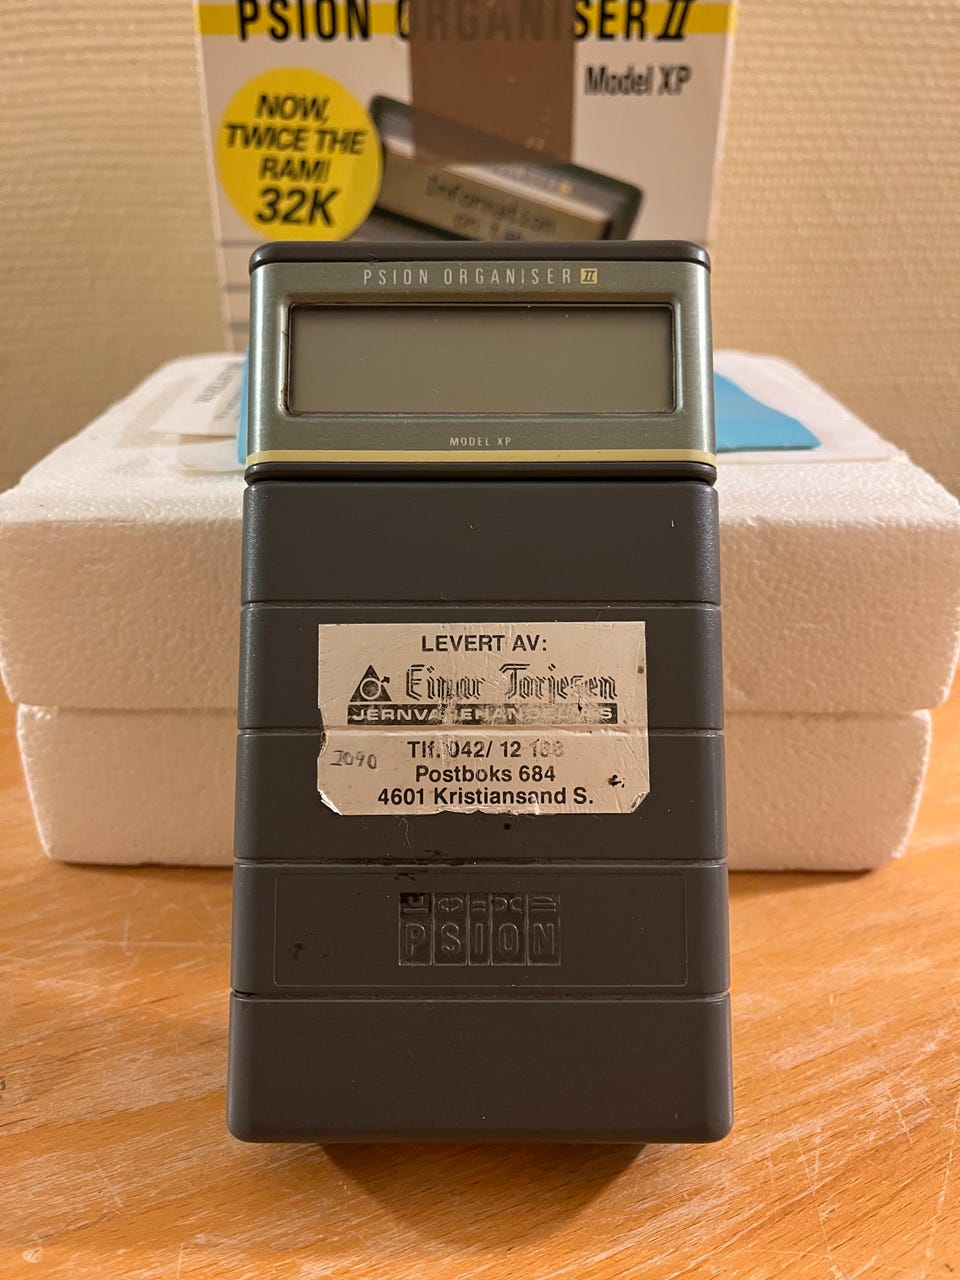 PSION ORGANISER II
Model XP
NOW,
TWICE THE
RAM!
32K
Information
PSION ORGANISER II
MODEL XP
LEVERT AV:
Einar Torjesen
Tlf. 042/ 12 188
Postboks 684
4601 Kristiansand S.
PSION